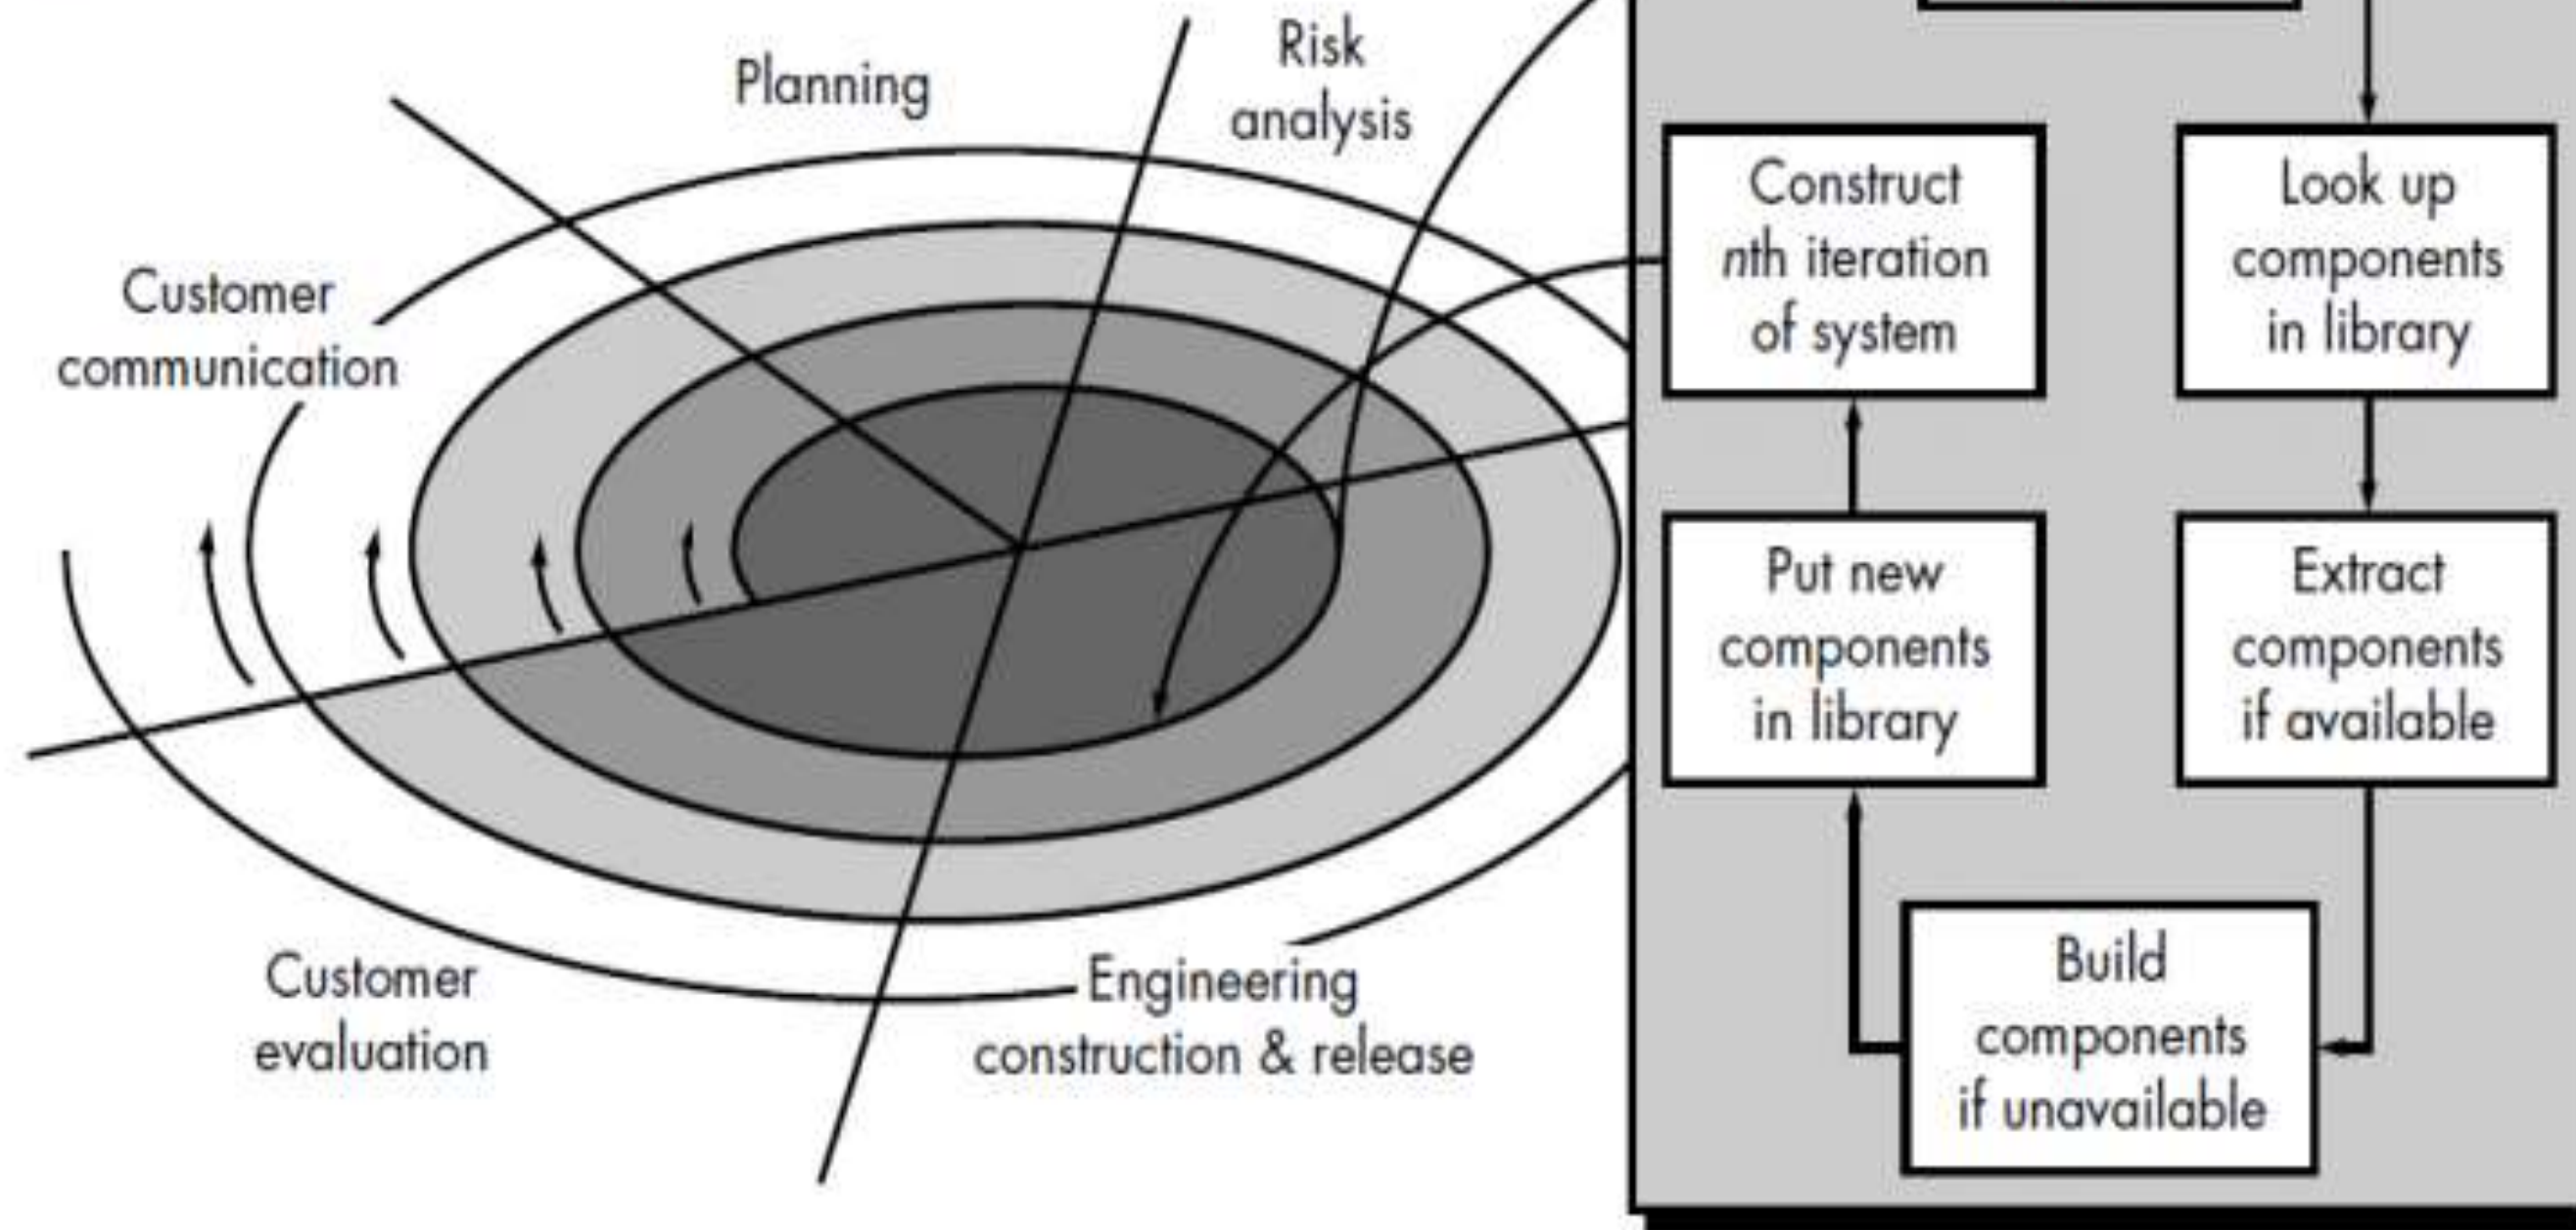 Planning
Risk
analysis
Customer
communication
Customer
evaluation
Engineering
construction & release
Construct
nth iteration
of system
Look up
components
in library
Put new
components
in library
Extract
components
if available
Build
components
if unavailable